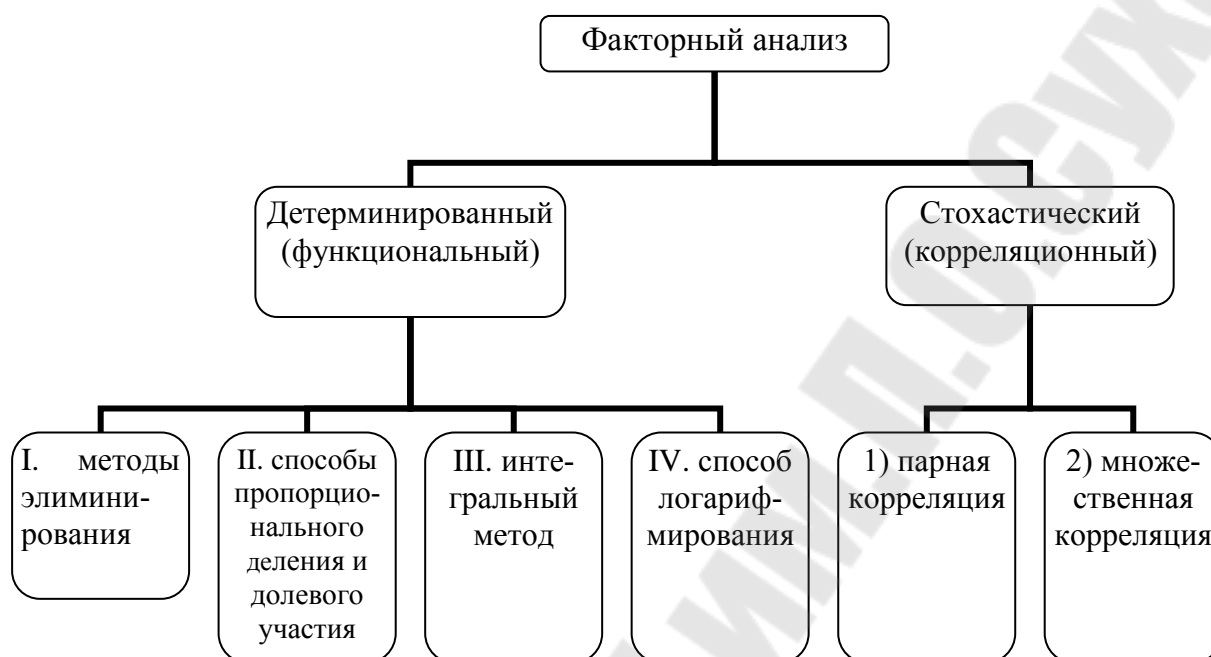 Факторный анализ
Детерминированный
(функциональный)
Стохастический
(корреляционный)
I. методы
элимини-
рования
II. способы
пропорцио-
нального
деления и
долевого
участия
III. инте-
гральный
метод
IV. способ
логариф-
мирования
1) парная
корреляция
2) множе-
ственная
корреляция